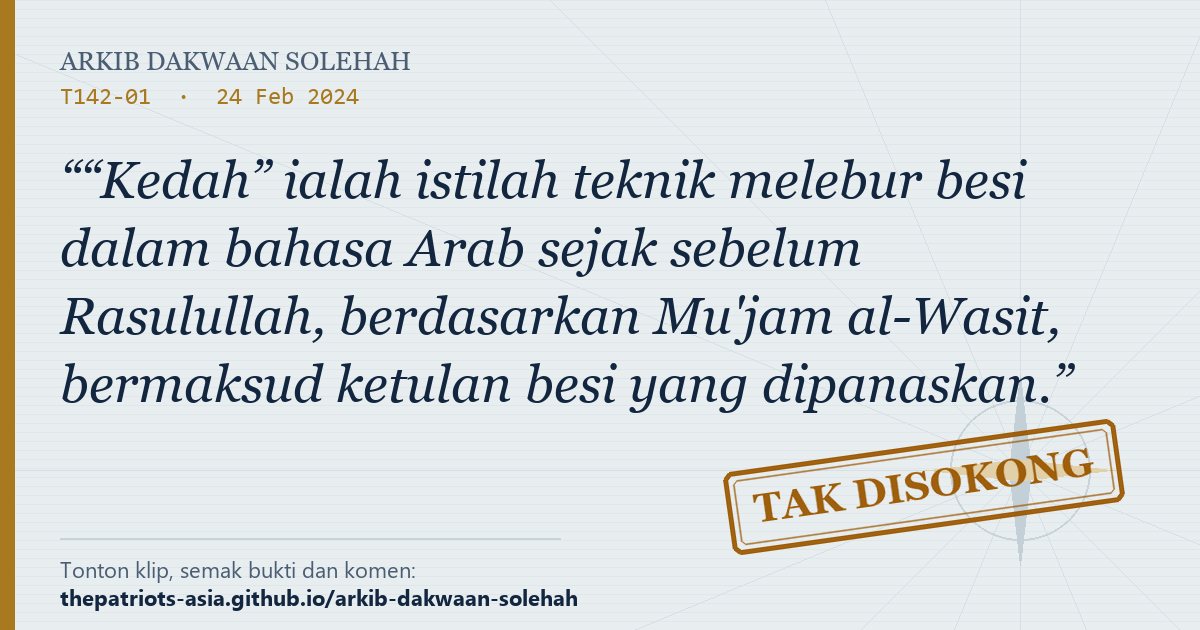 ARKIB DAKWAAN SOLEHAH
T142-01 · 24 Feb 2024
““Kedah” ialah istilah teknik melebur besi
dalam bahasa Arab sejak sebelum
Rasulullah, berdasarkan Mu'jam al-Wasit,
bermaksud ketulan besi yang dipanaskan.”
TAK DISOKONG
Tonton klip, semak bukti dan komen:
thepatriots-asia.github.io/arkib-dakwaan-solehah